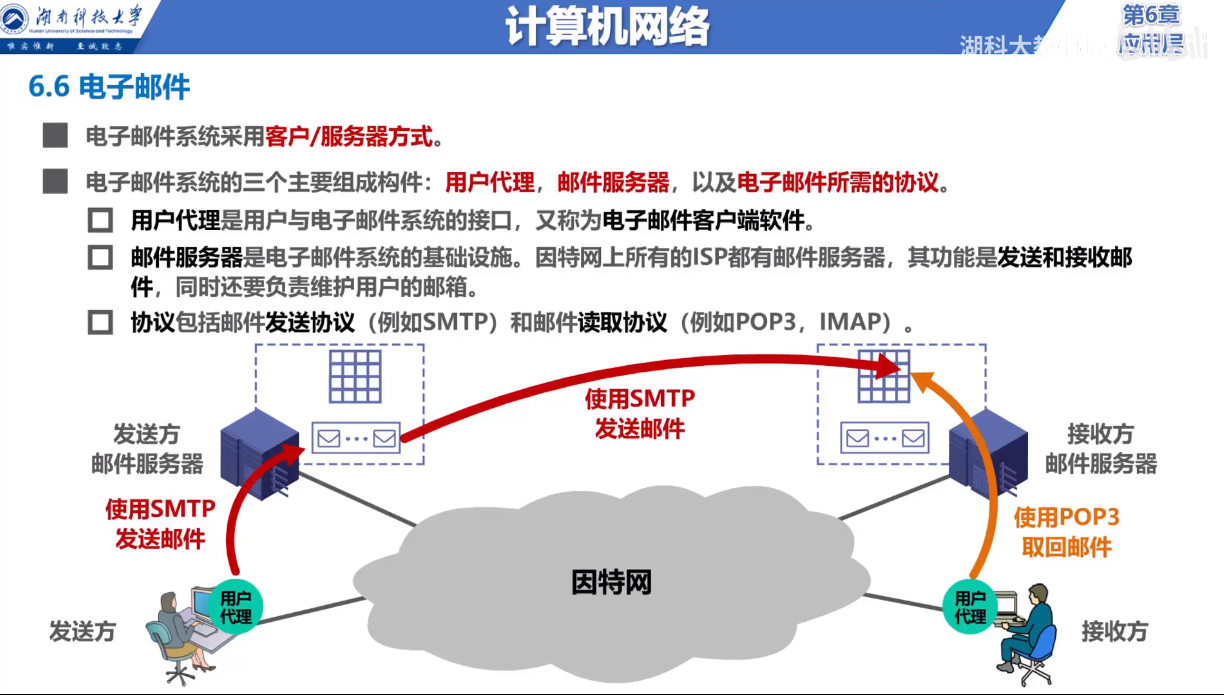 湖南科技大学
Hunan University of Science and Technology
唯实惟新 至诚致志
计算机网络
第6章
应用层
湖科大教
bilibili
6.6 电子邮件
电子邮件系统采用客户/服务器方式。
电子邮件系统的三个主要组成构件：用户代理，邮件服务器，以及电子邮件所需的协议。
用户代理是用户与电子邮件系统的接口，又称为电子邮件客户端软件。
邮件服务器是电子邮件系统的基础设施。因特网上所有的ISP都有邮件服务器，其功能是发送和接收邮
件，同时还要负责维护用户的邮箱。
协议包括邮件发送协议（例如SMTP）和邮件读取协议（例如POP3，IMAP）。
使用SMTP
发送邮件
发送方
邮件服务器
接收方
邮件服务器
使用SMTP
发送邮件
使用POP3
取回邮件
因特网
用户
代理
用户
代理
发送方
接收方